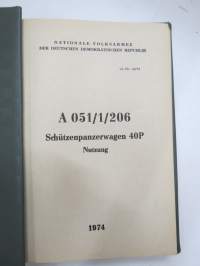 NATIONALE VOLKSARMEE
DER DEUTSCHEN DEMOKRATISCHEN REPUBLIK
A 051/1/206
Schützenpanzerwagen 40P
Nutzung
1974